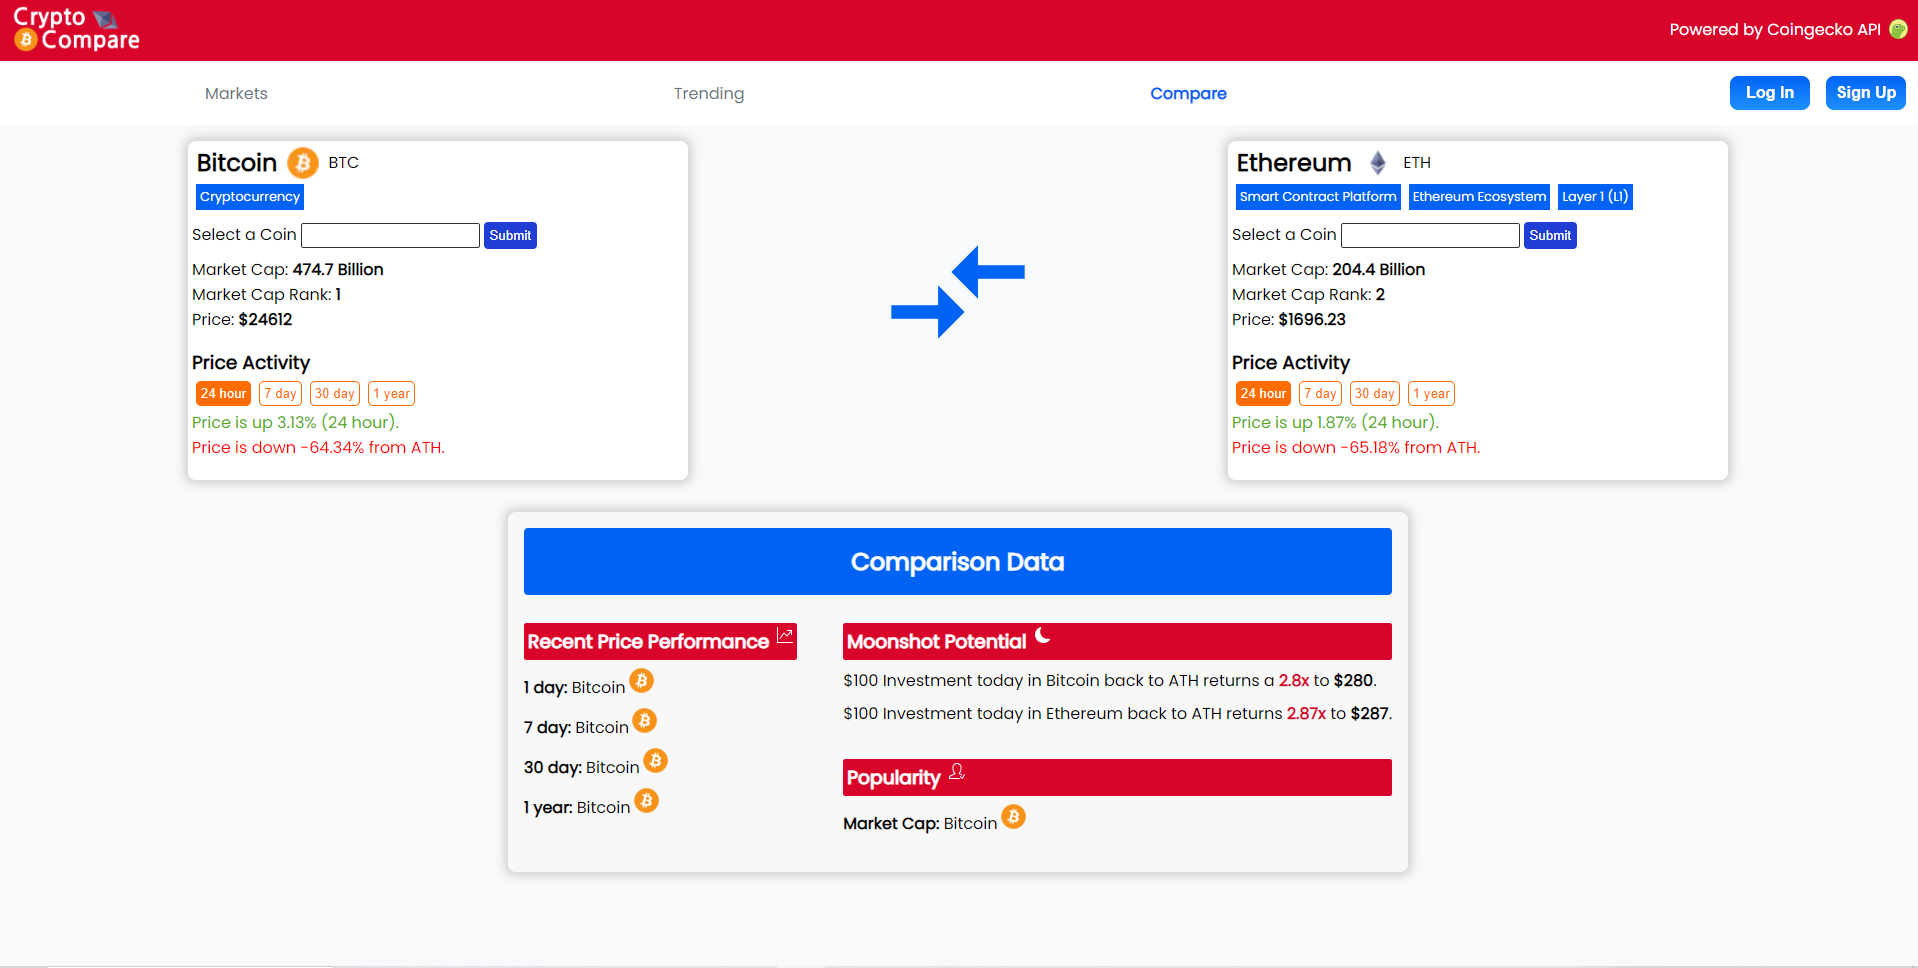 Crypto
Compare
Powered by Coingecko API
Markets
Trending
Compare
Log In
Sign Up
Bitcoin BTC
Cryptocurrency
Select a Coin Submit
Market Cap: 474.7 Billion
Market Cap Rank: 1
Price: $24612
Price Activity
24 hour 7 day 30 day 1 year
Price is up 3.13% (24 hour).
Price is down -64.34% from ATH.
Ethereum ETH
Smart Contract Platform Ethereum Ecosystem Layer 1 (L1)
Select a Coin Submit
Market Cap: 204.4 Billion
Market Cap Rank: 2
Price: $1696.23
Price Activity
24 hour 7 day 30 day 1 year
Price is up 1.87% (24 hour).
Price is down -65.18% from ATH.
Comparison Data
Recent Price Performance
1 day: Bitcoin
7 day: Bitcoin
30 day: Bitcoin
1 year: Bitcoin
Moonshot Potential
$100 Investment today in Bitcoin back to ATH returns a 2.8x to $280.
$100 Investment today in Ethereum back to ATH returns 2.87x to $287.
Popularity
Market Cap: Bitcoin